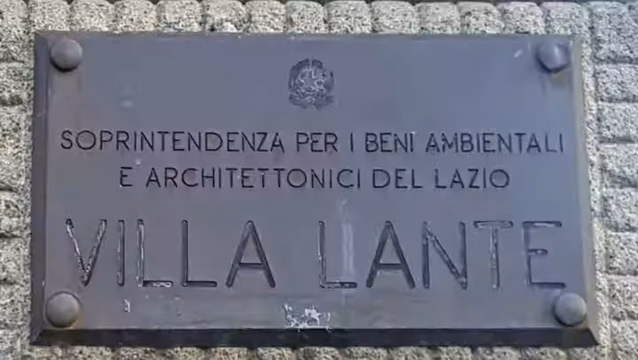 SOPRINTENDENZA PER I BENI AMBIENTALI
E ARCHITETTONICI DEL LAZIO
VILLA LANTE